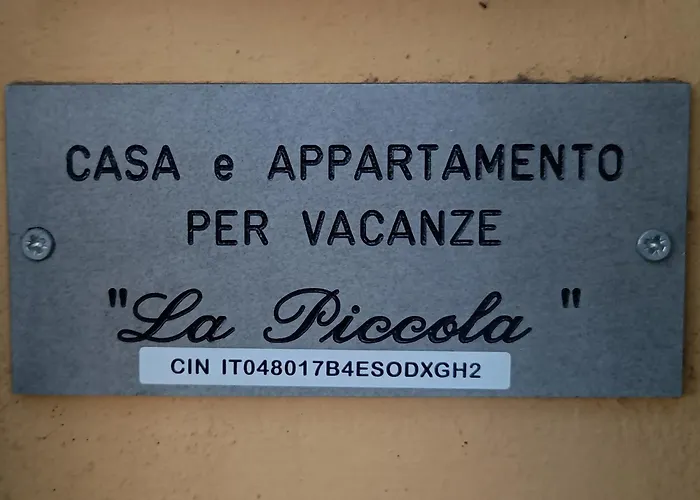 CASA e APPARTAMENTO
PER VACANZE
"La Piccola "
CIN IT048017B4ESODXGH2